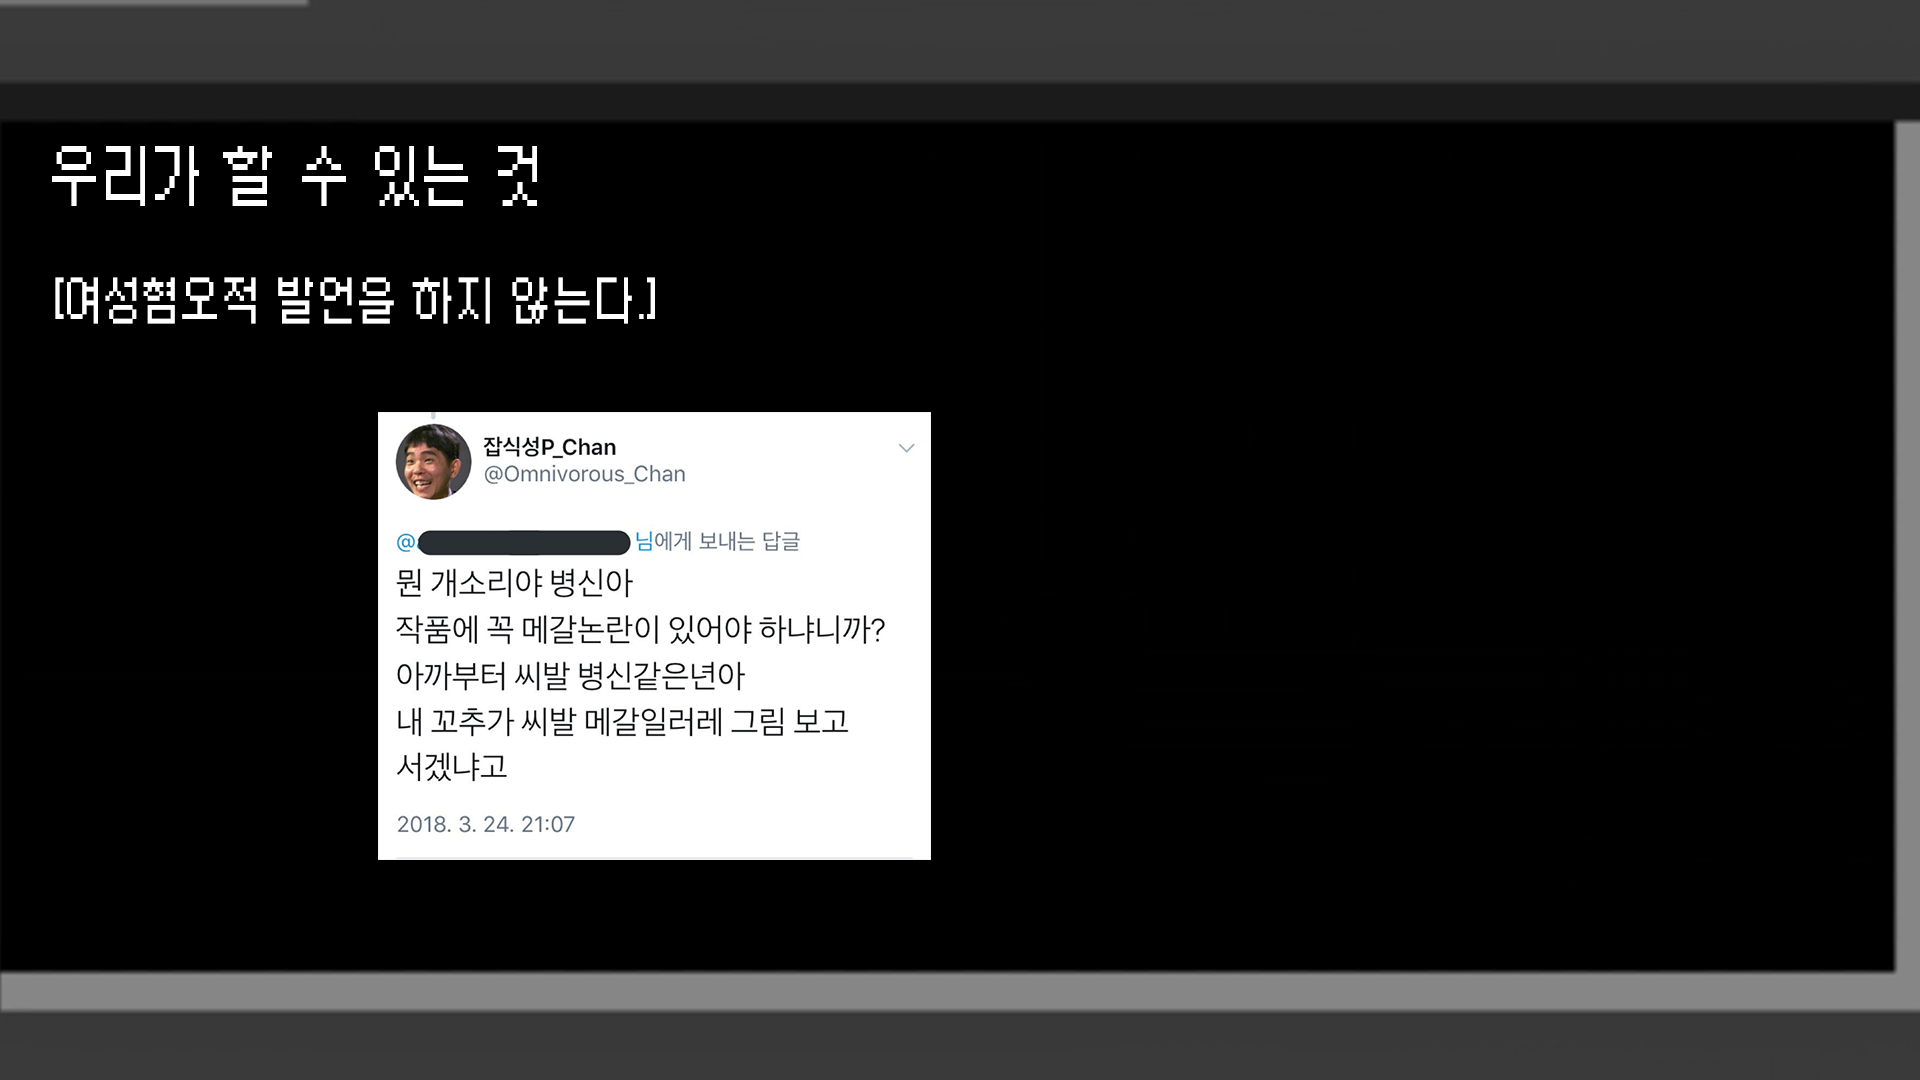 우리가 할 수 있는 것
[여성혐오적 발언을 하지 않는다.]
잡식성P_Chan
@Omnivorous_Chan
@ 님에게 보내는 답글
뭔 개소리야 병신아
작품에 꼭 메갈논란이 있어야 하냐니까?
아까부터 씨발 병신같은년아
내 꼬추가 씨발 메갈일러레 그림 보고
서겠냐고
2018. 3. 24. 21:07